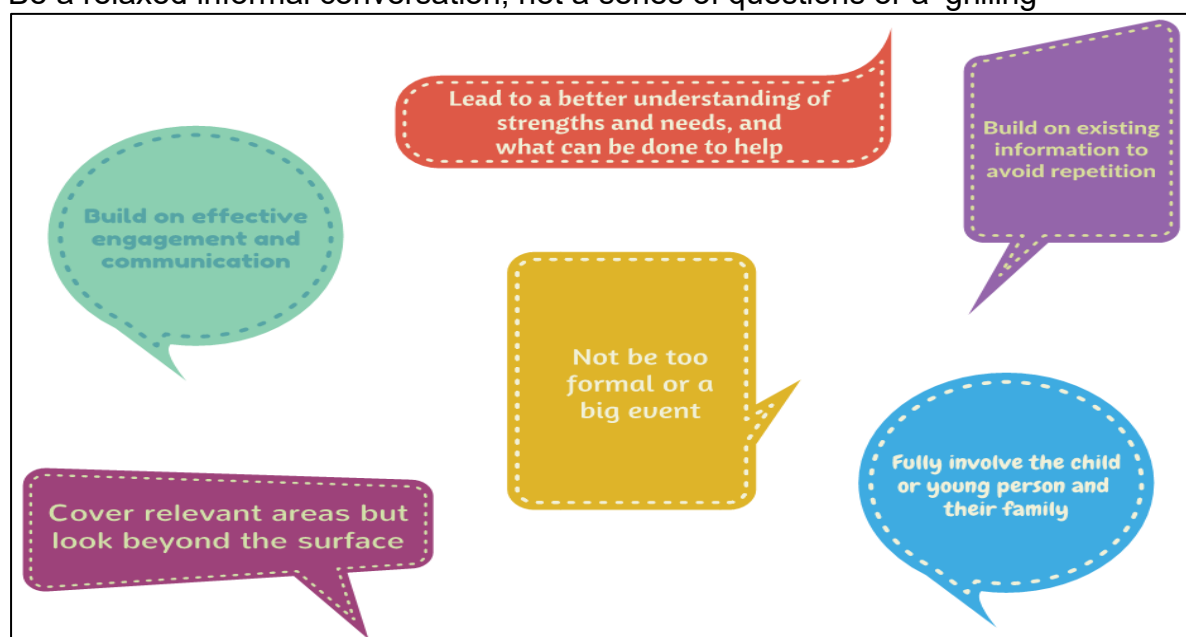 Be a relaxed informal conversation, not a series of questions or a 'grilling'
Lead to a better understanding of
strengths and needs, and
what can be done to help
Build on existing
information to
avoid repetition
Build on effective
engagement and
communication
Not be too
formal or a
big event
Fully involve the child
or young person and
their family
Cover relevant areas but
look beyond the surface